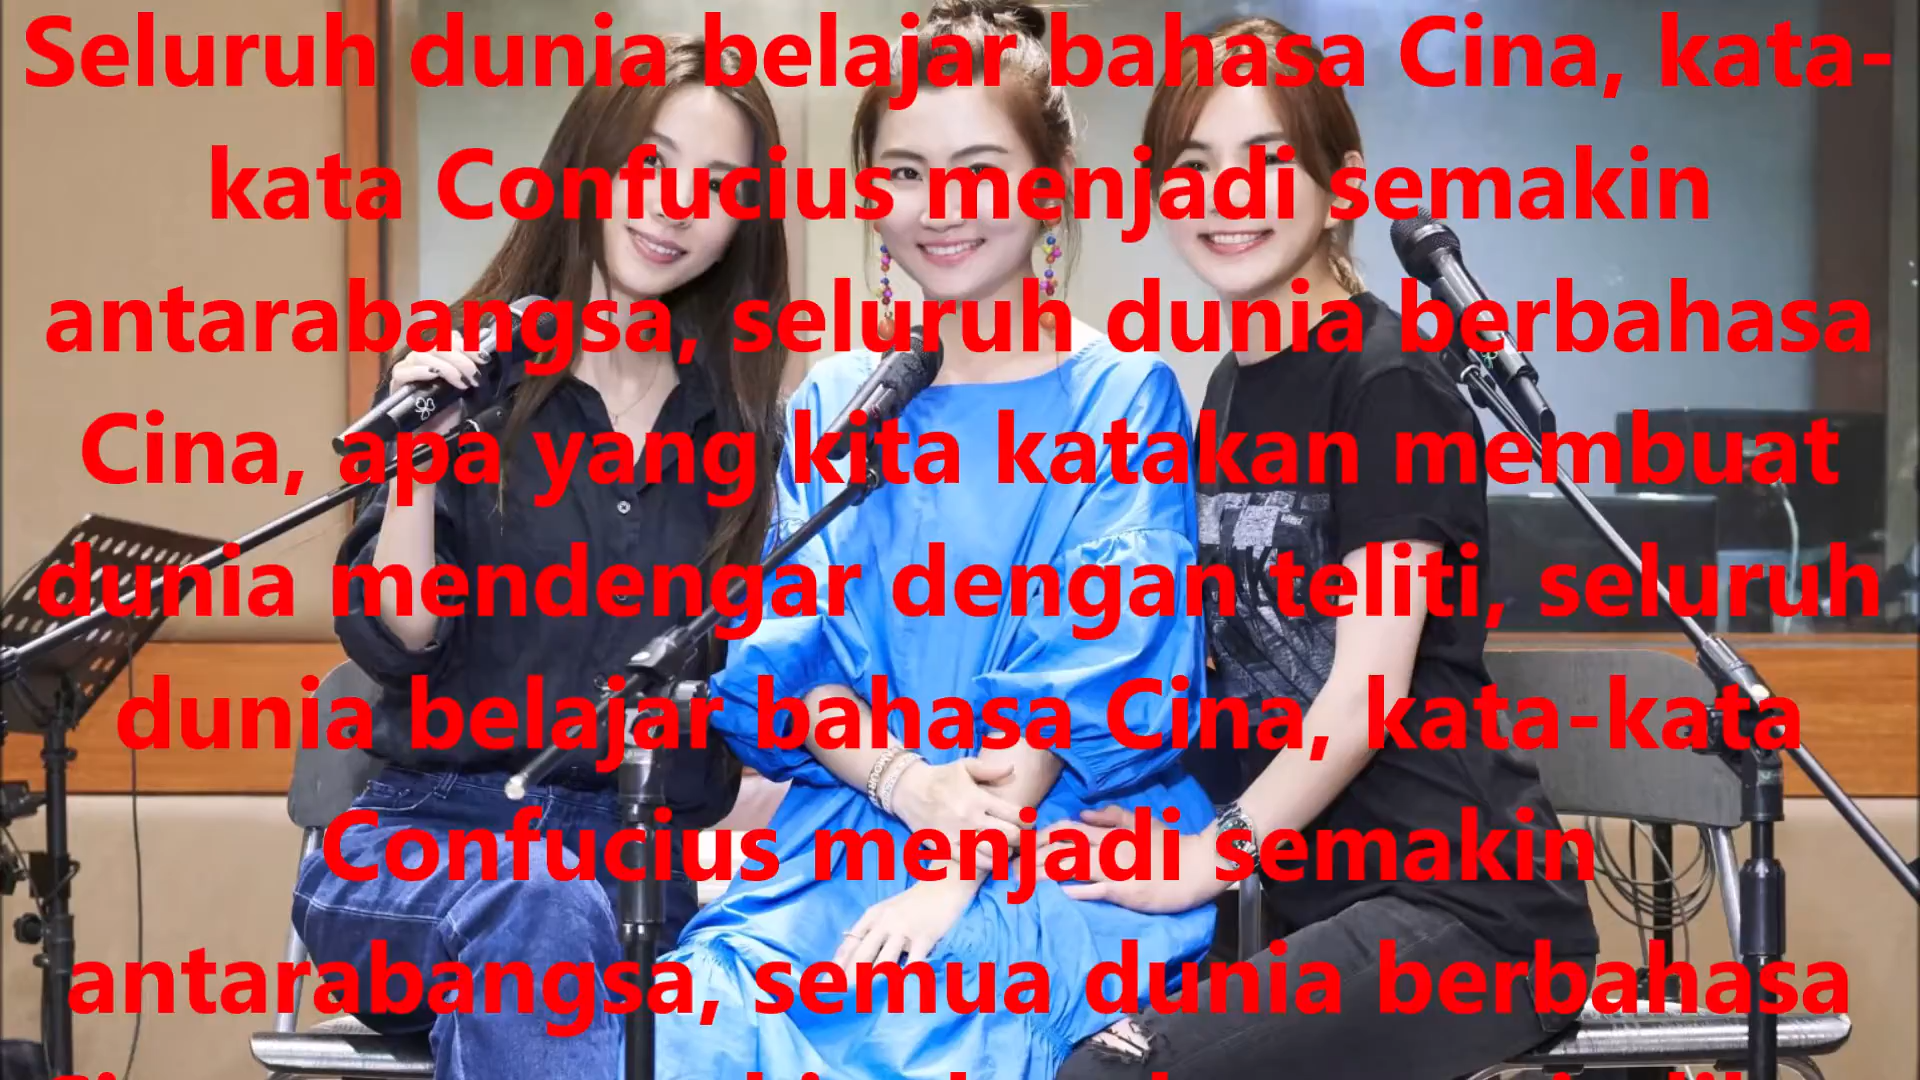 Seluruh dunia belajar bahasa Cina, kata-
kata Confucius menjadi semakin
antarabangsa, seluruh dunia berbahasa
Cina, apa yang kita katakan membuat
dunia mendengar dengan teliti, seluruh
dunia belajar bahasa Cina, kata-kata
Confucius menjadi semakin
antarabangsa, semua dunia berbahasa